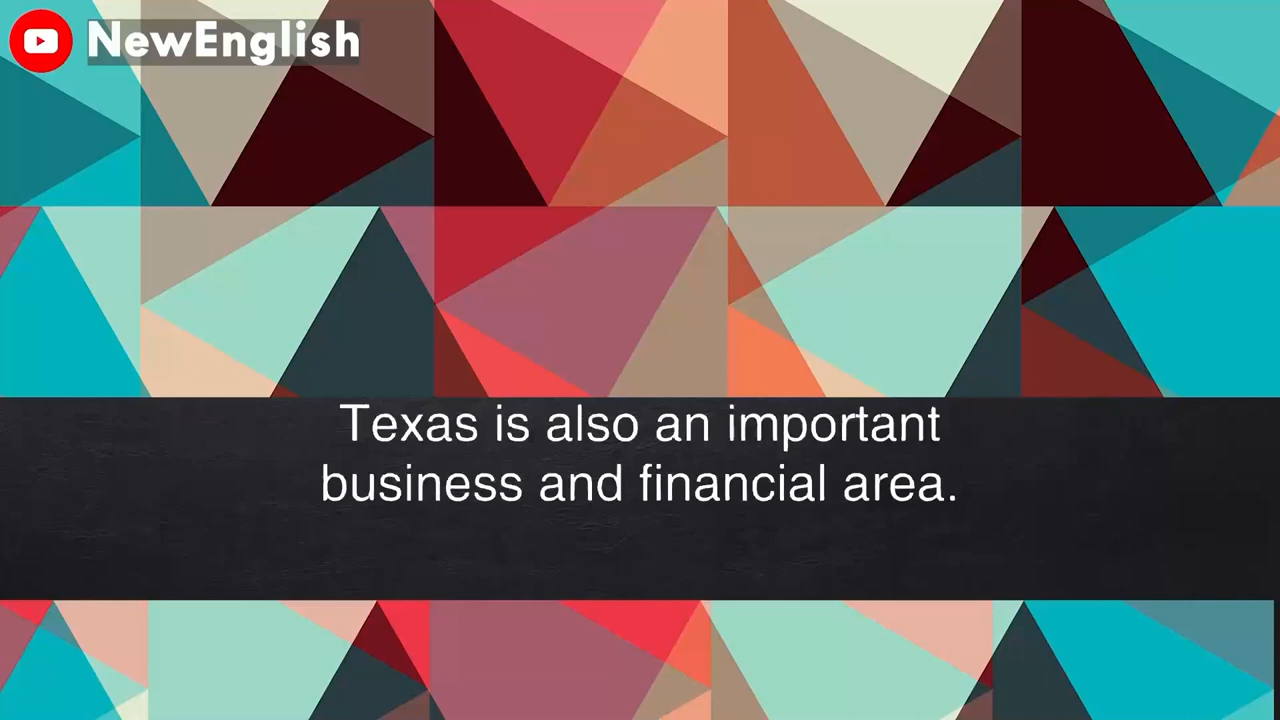 NewEnglish
Texas is also an important
business and financial area.